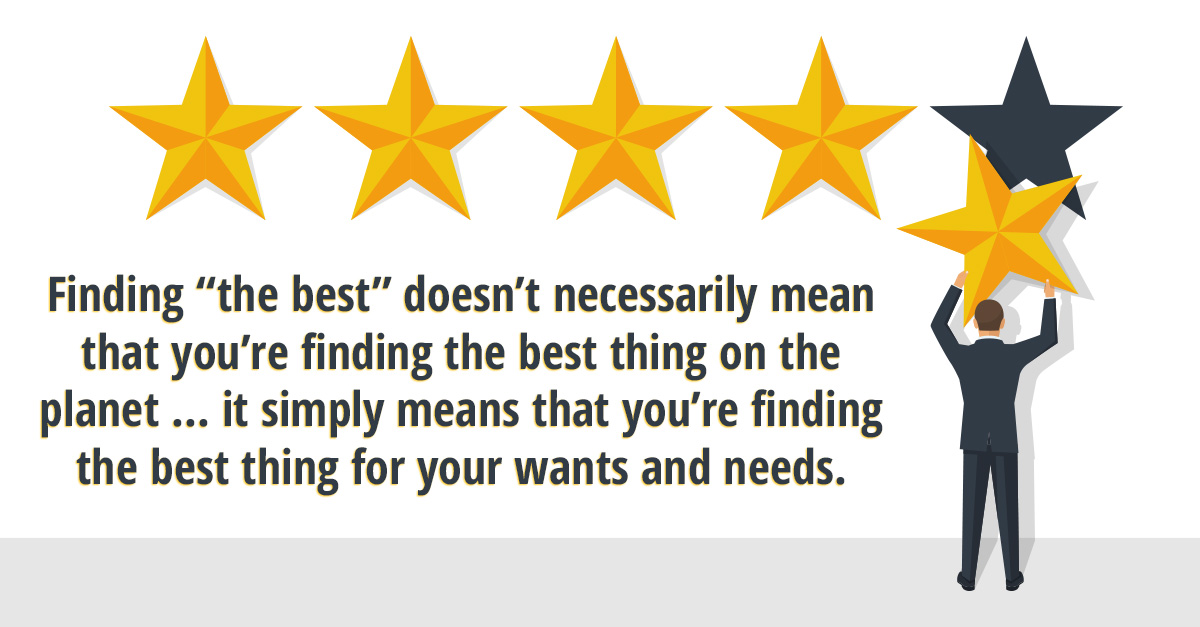 Finding “the best” doesn’t necessarily mean
that you’re finding the best thing on the
planet ... it simply means that you’re finding
the best thing for your wants and needs.